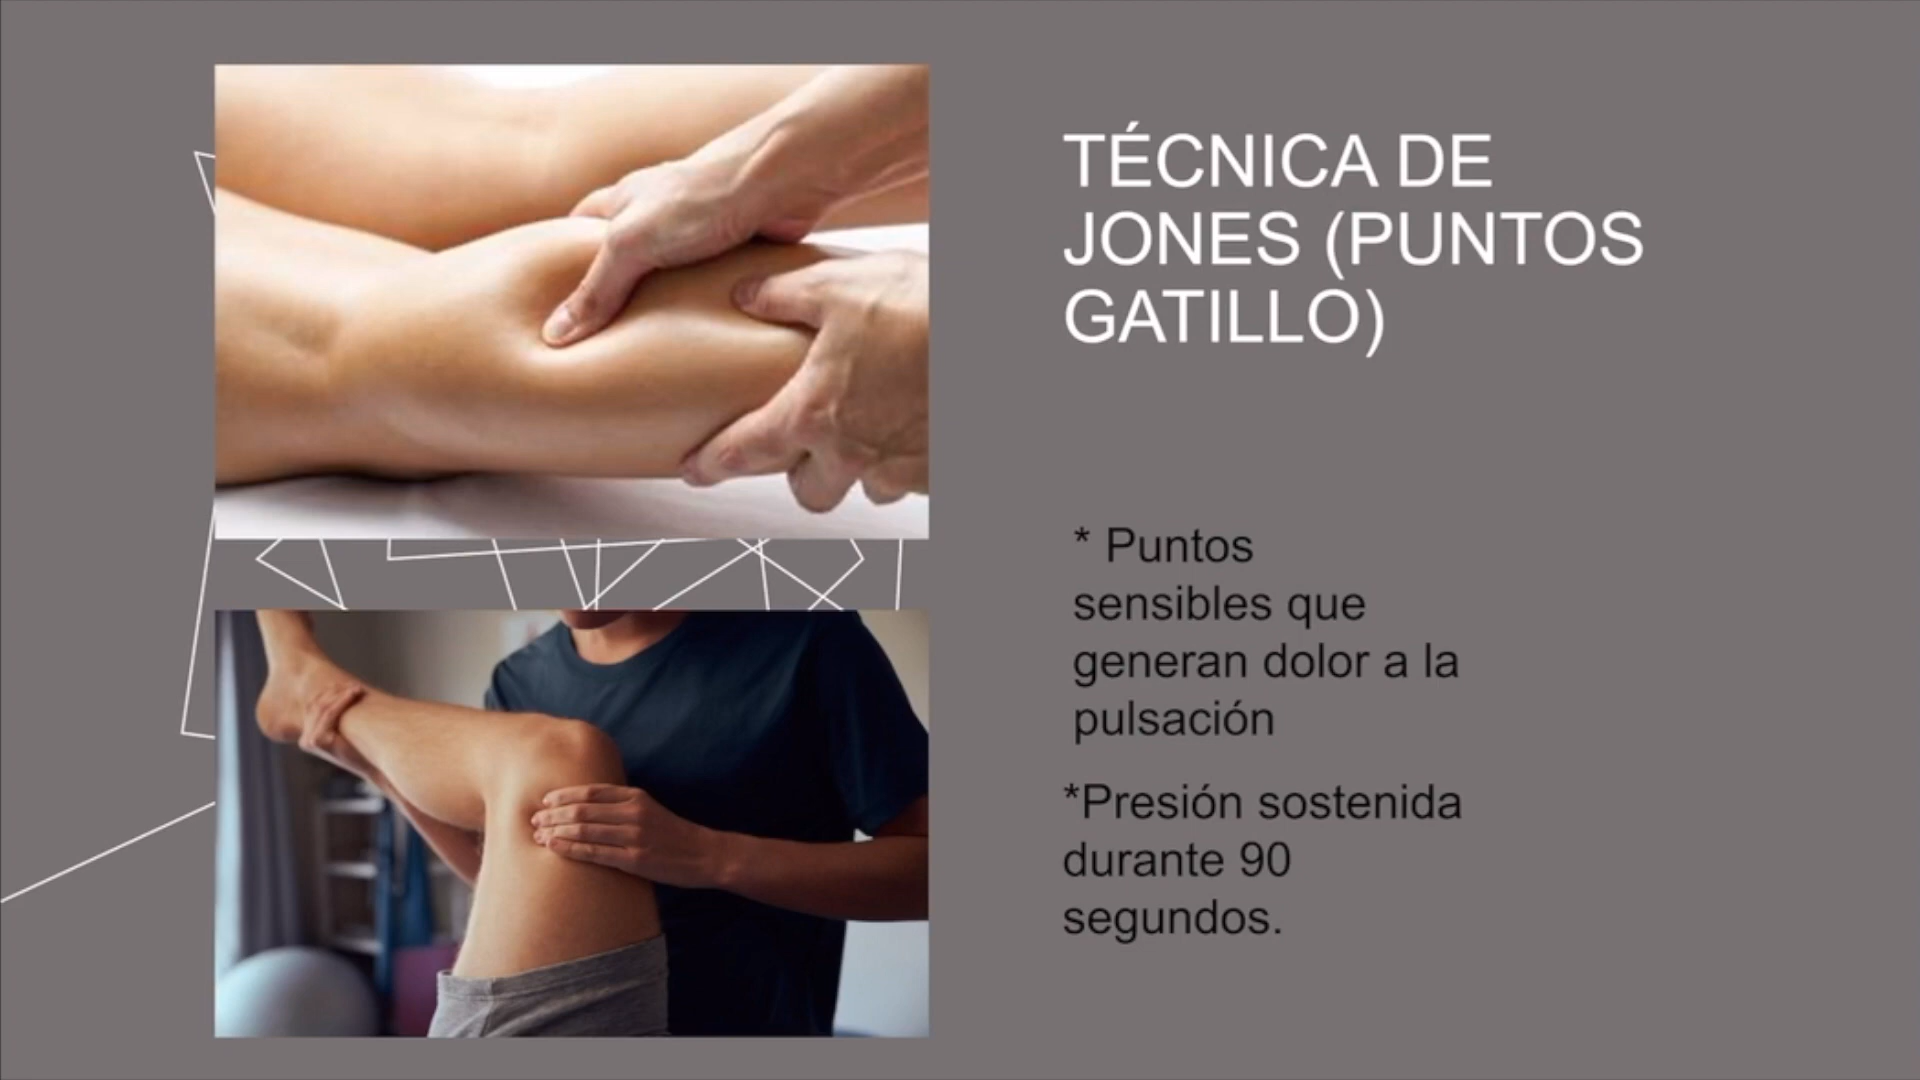 TÉCNICA DE
JONES (PUNTOS
GATILLO)
* Puntos
sensibles que
generan dolor a la
pulsación
*Presión sostenida
durante 90
segundos.